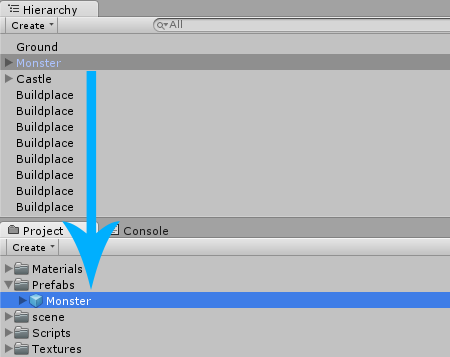 Hierarchy
Create All
Ground
Monster
Castle
Buildplace
Buildplace
Buildplace
Buildplace
Buildplace
Buildplace
Buildplace
Buildplace
Project Console
Create
Materials
Prefabs
Monster
scene
Scripts
Textures